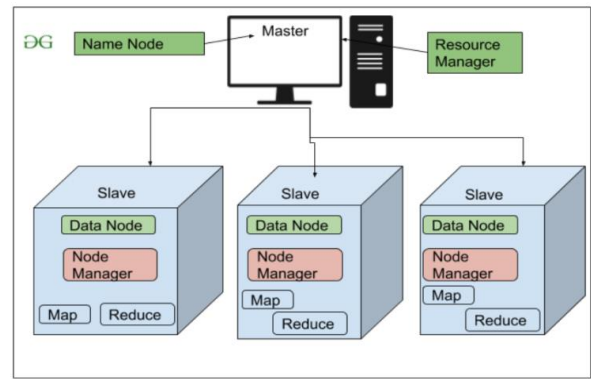 GG
Name Node
Master
Resource
Manager
Slave
Data Node
Node
Manager
Map
Reduce
Slave
Data Node
Node
Manager
Map
Reduce
Slave
Data Node
Node
Manager
Map
Reduce